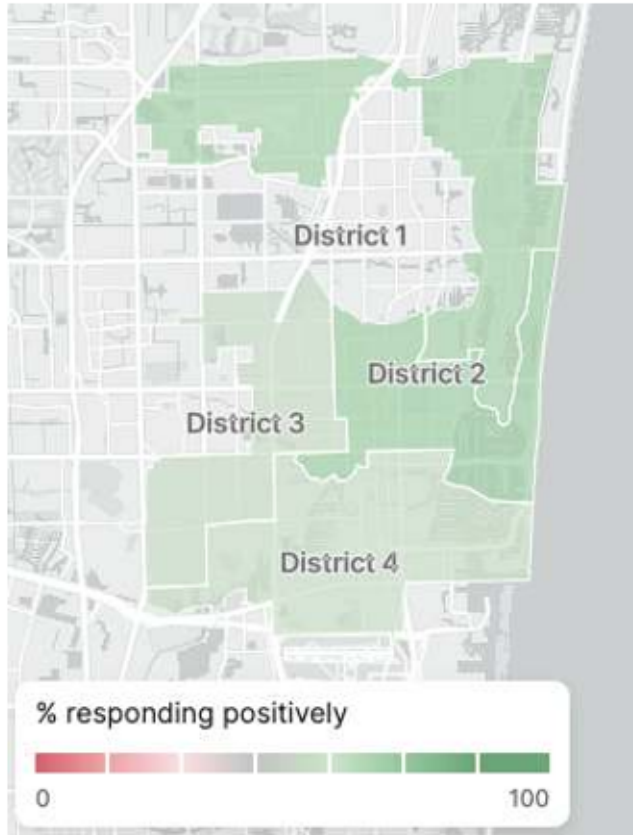 District 1
District 2
District 3
District 4
% responding positively
0
100